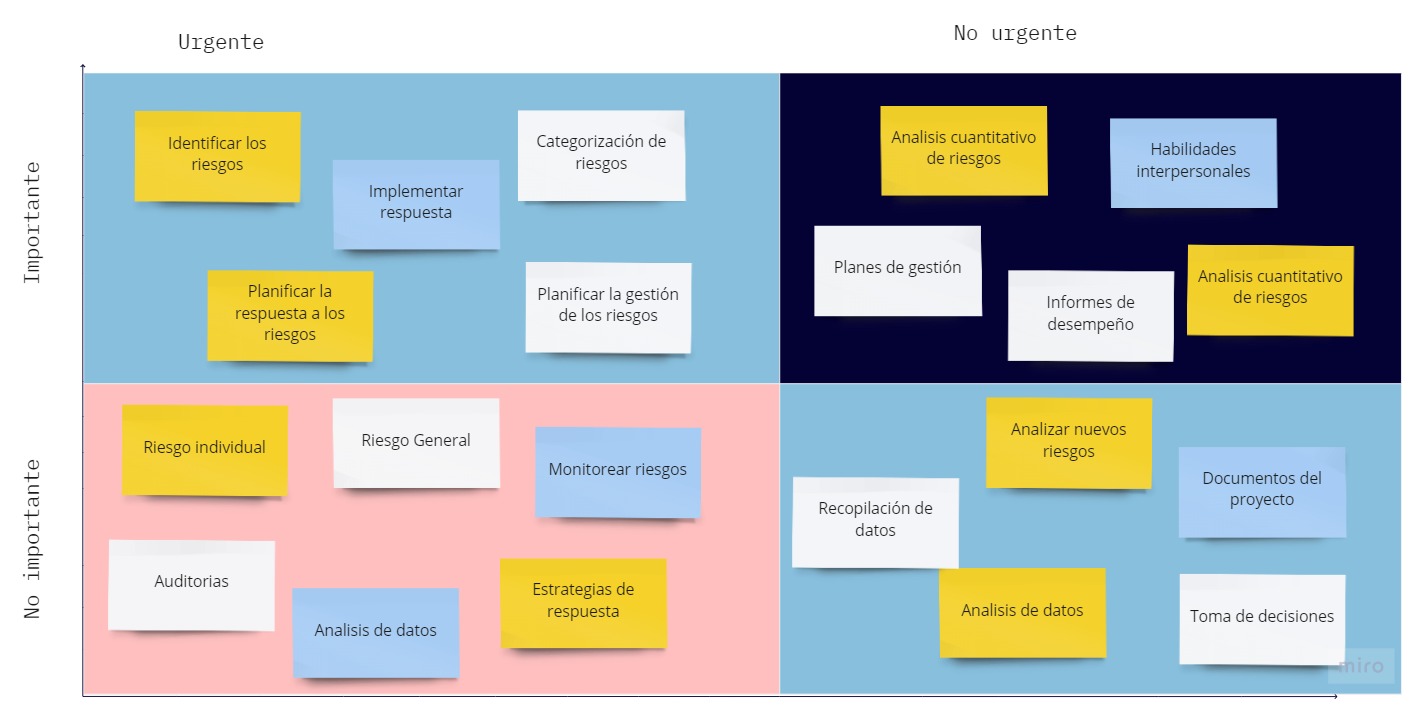 Urgente
No urgente
Importante
Identificar los
riesgos
Implementar
respuesta
Categorización de
riesgos
Planificar la
respuesta a los
riesgos
Planificar la gestión
de los riesgos
Analisis cuantitativo
de riesgos
Habilidades
interpersonales
Planes de gestión
Informes de
desempeño
Analisis cuantitativo
de riesgos
No importante
Riesgo individual
Riesgo General
Monitorear riesgos
Auditorias
Analisis de datos
Estrategias de
respuesta
Analizar nuevos
riesgos
Documentos del
proyecto
Recopilación de
datos
Analisis de datos
Toma de decisiones
miro